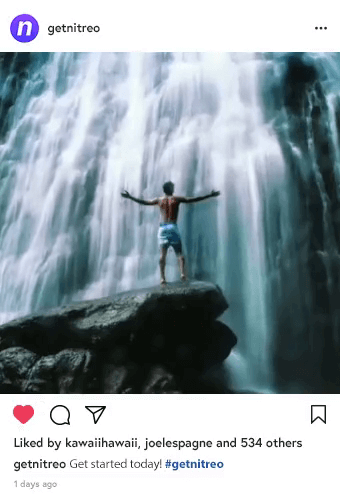 n
getnitreo
Liked by kawaiihawaii, joelespagne and 534 others
getnitreo Get started today! #getnitreo
1 days ago